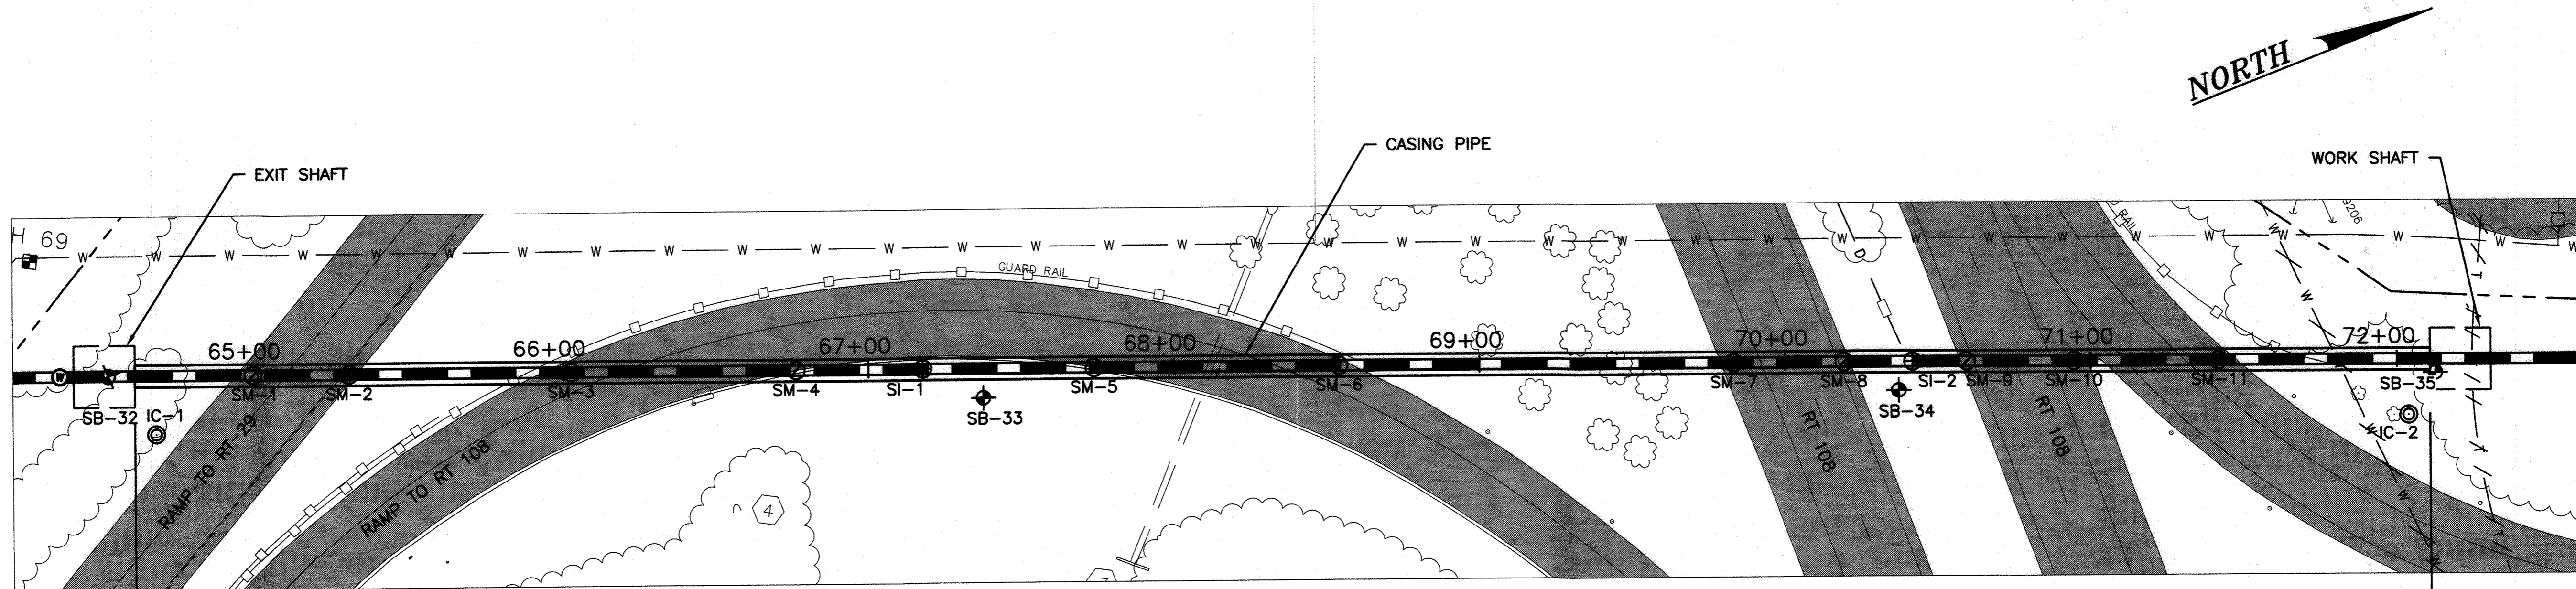 NORTH
CASING PIPE
WORK SHAFT
EXIT SHAFT
9206
RAIL
H 69
W W W W W W W W W W W W W W W W W W W W W W W W W W W W W W W W W
GUARD RAIL
D
T
W
65+00 66+00 67+00 68+00 69+00 70+00 71+00 72+00
W
SM-1 SM-2 SM-3 SM-4 SI-1 SM-5 SM-6 SM-7 SM-8 SI-2 SM-9 SM-10 SM-11 SB-35
SB-32 IC-1 SB-33 SB-34 IC-2
RAMP TO RT-29
RAMP TO RT 108
RT 108
RT 108
4
W
T
W
T
W